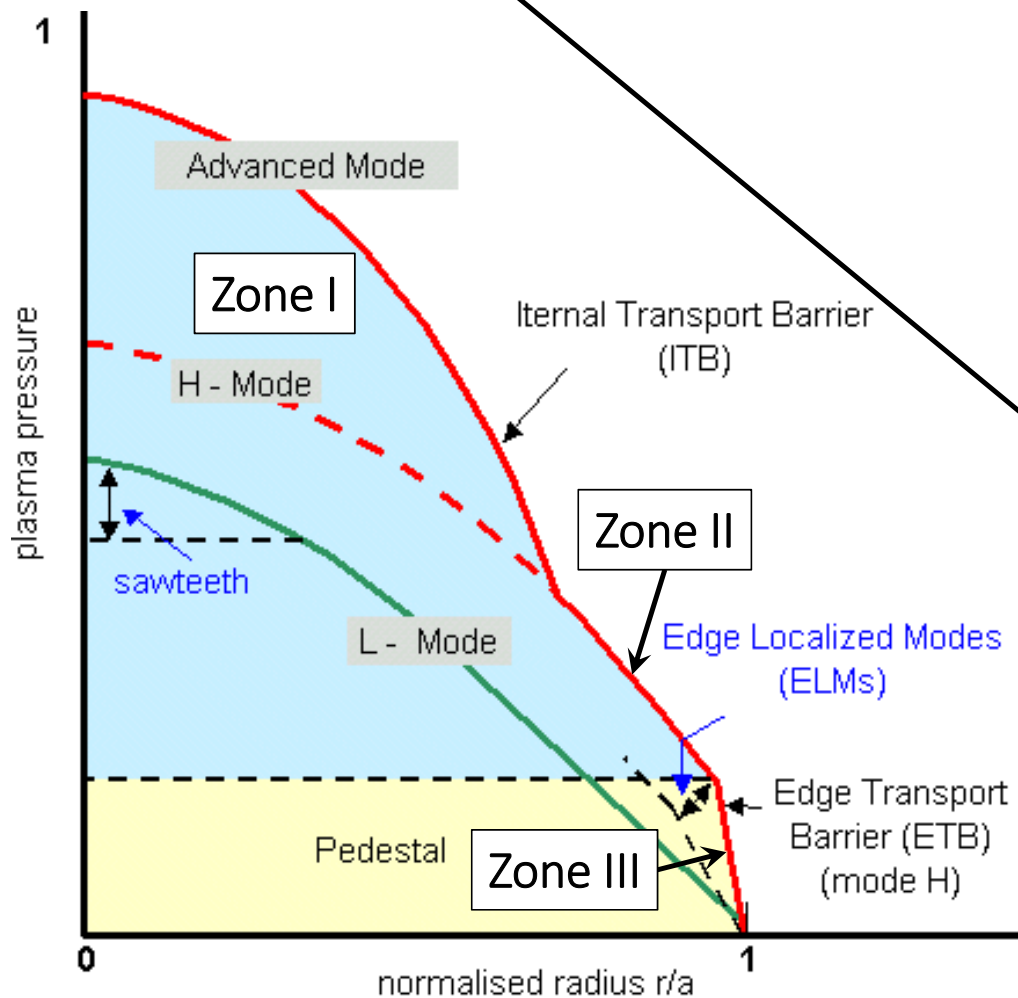 1
Advanced Mode
Zone I
Iternal Transport Barrier
(ITB)
plasma pressure
H - Mode
Zone II
sawteeth
L - Mode
Edge Localized Modes
(ELMs)
Pedestal
Zone III
Edge Transport
Barrier (ETB)
(mode H)
0
1
normalised radius r/a